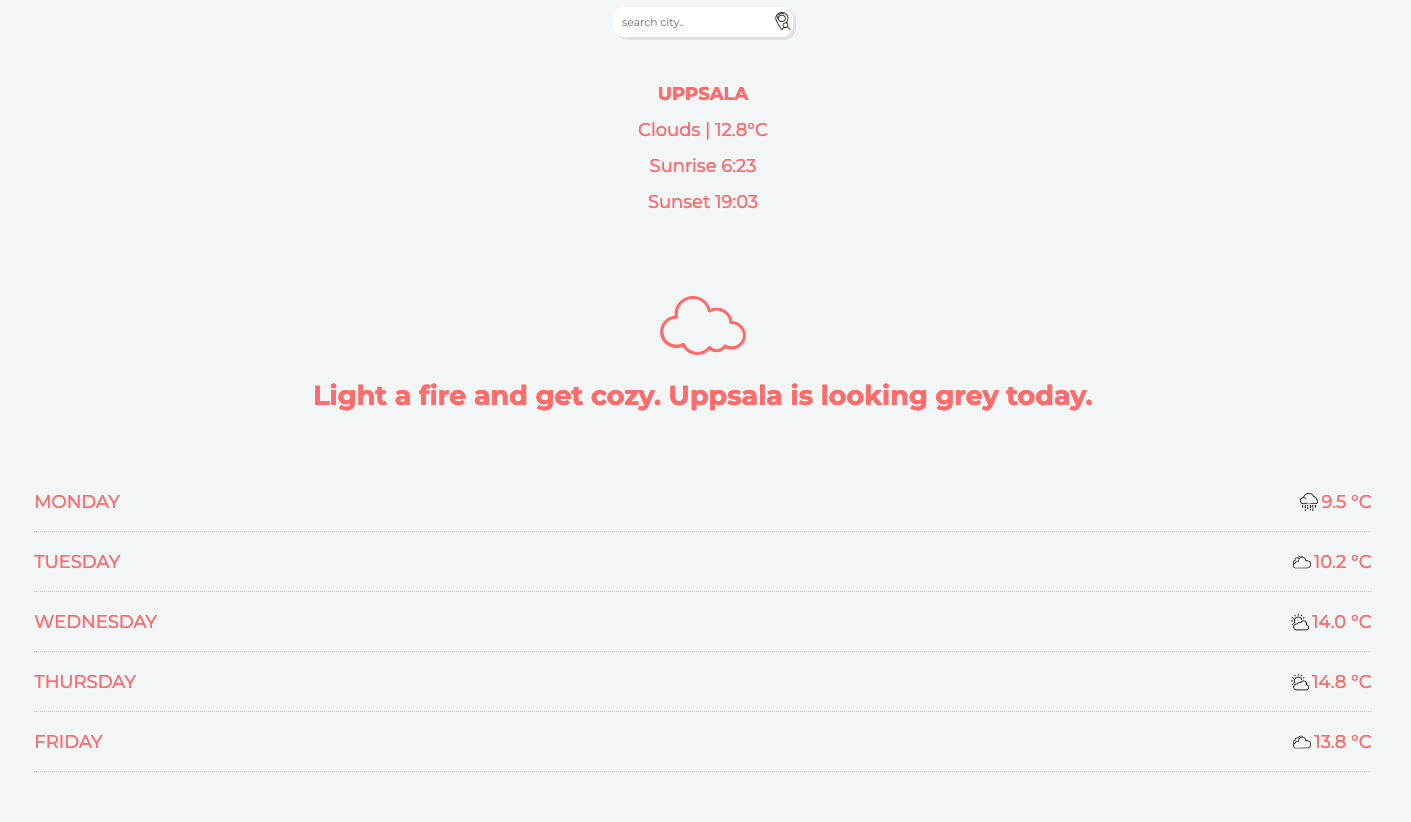 search city..
UPPSALA
Clouds | 12.8°C
Sunrise 6:23
Sunset 19:03
Light a fire and get cozy. Uppsala is looking grey today.
MONDAY 9.5 °C
TUESDAY 10.2 °C
WEDNESDAY 14.0 °C
THURSDAY 14.8 °C
FRIDAY 13.8 °C